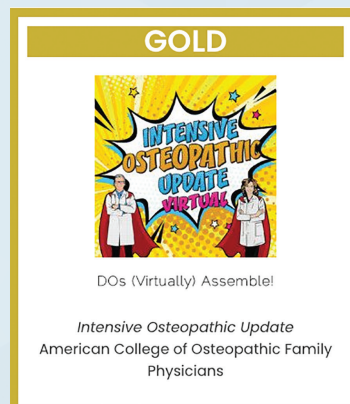 GOLD
INTENSIVE
OSTEOPATHIC
UPDATE
VIRTUAL
DOs (Virtually) Assemble!
Intensive Osteopathic Update
American College of Osteopathic Family
Physicians